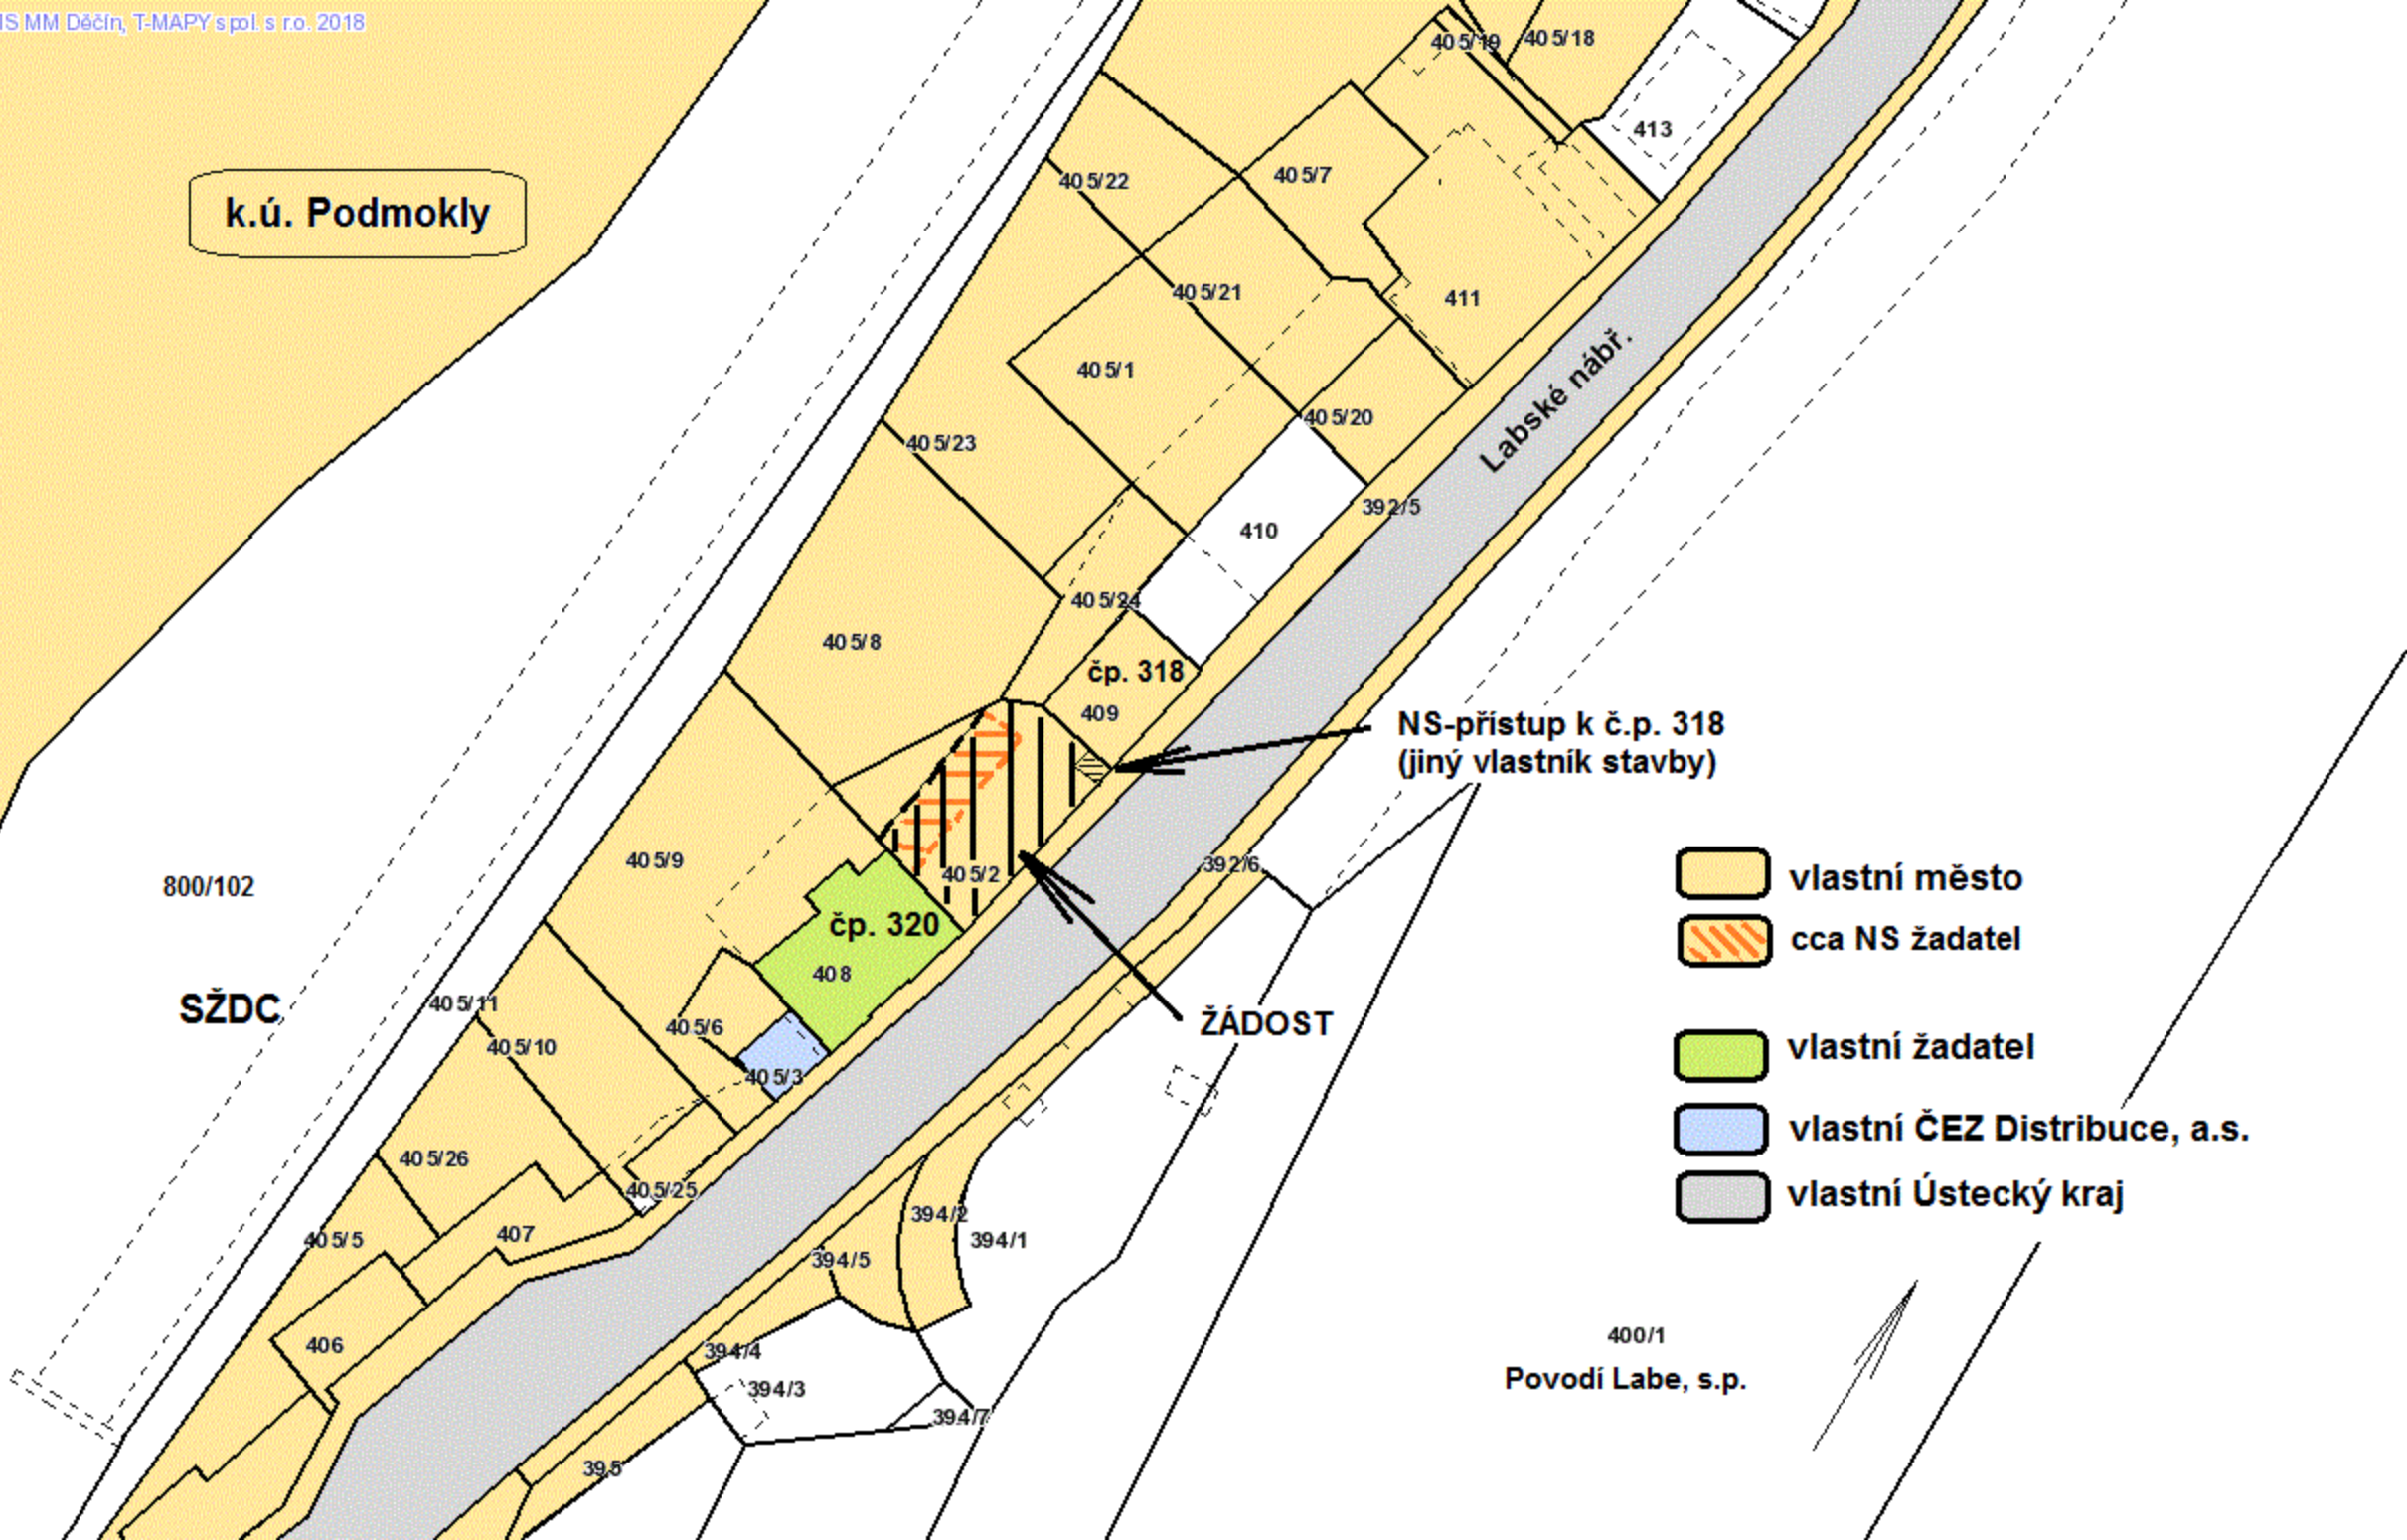 IS MM Děčín, T-MAPY spol. s r.o. 2018
405/19
405/18
413
k.ú. Podmokly
405/22
405/7
405/21
411
405/1
Labské nábř.
405/20
405/23
392/5
410
405/24
405/8
čp. 318
409
NS-přístup k č.p. 318
(jiný vlastník stavby)
405/9
392/6
405/2
vlastní město
800/102
čp. 320
cca NS žadatel
408
SŽDC
405/11
405/6
ŽÁDOST
405/10
vlastní žadatel
405/3
vlastní ČEZ Distribuce, a.s.
405/26
405/25
vlastní Ústecký kraj
394/2
407
405/5
394/1
394/5
406
394/4
400/1
394/3
Povodí Labe, s.p.
394/7
395